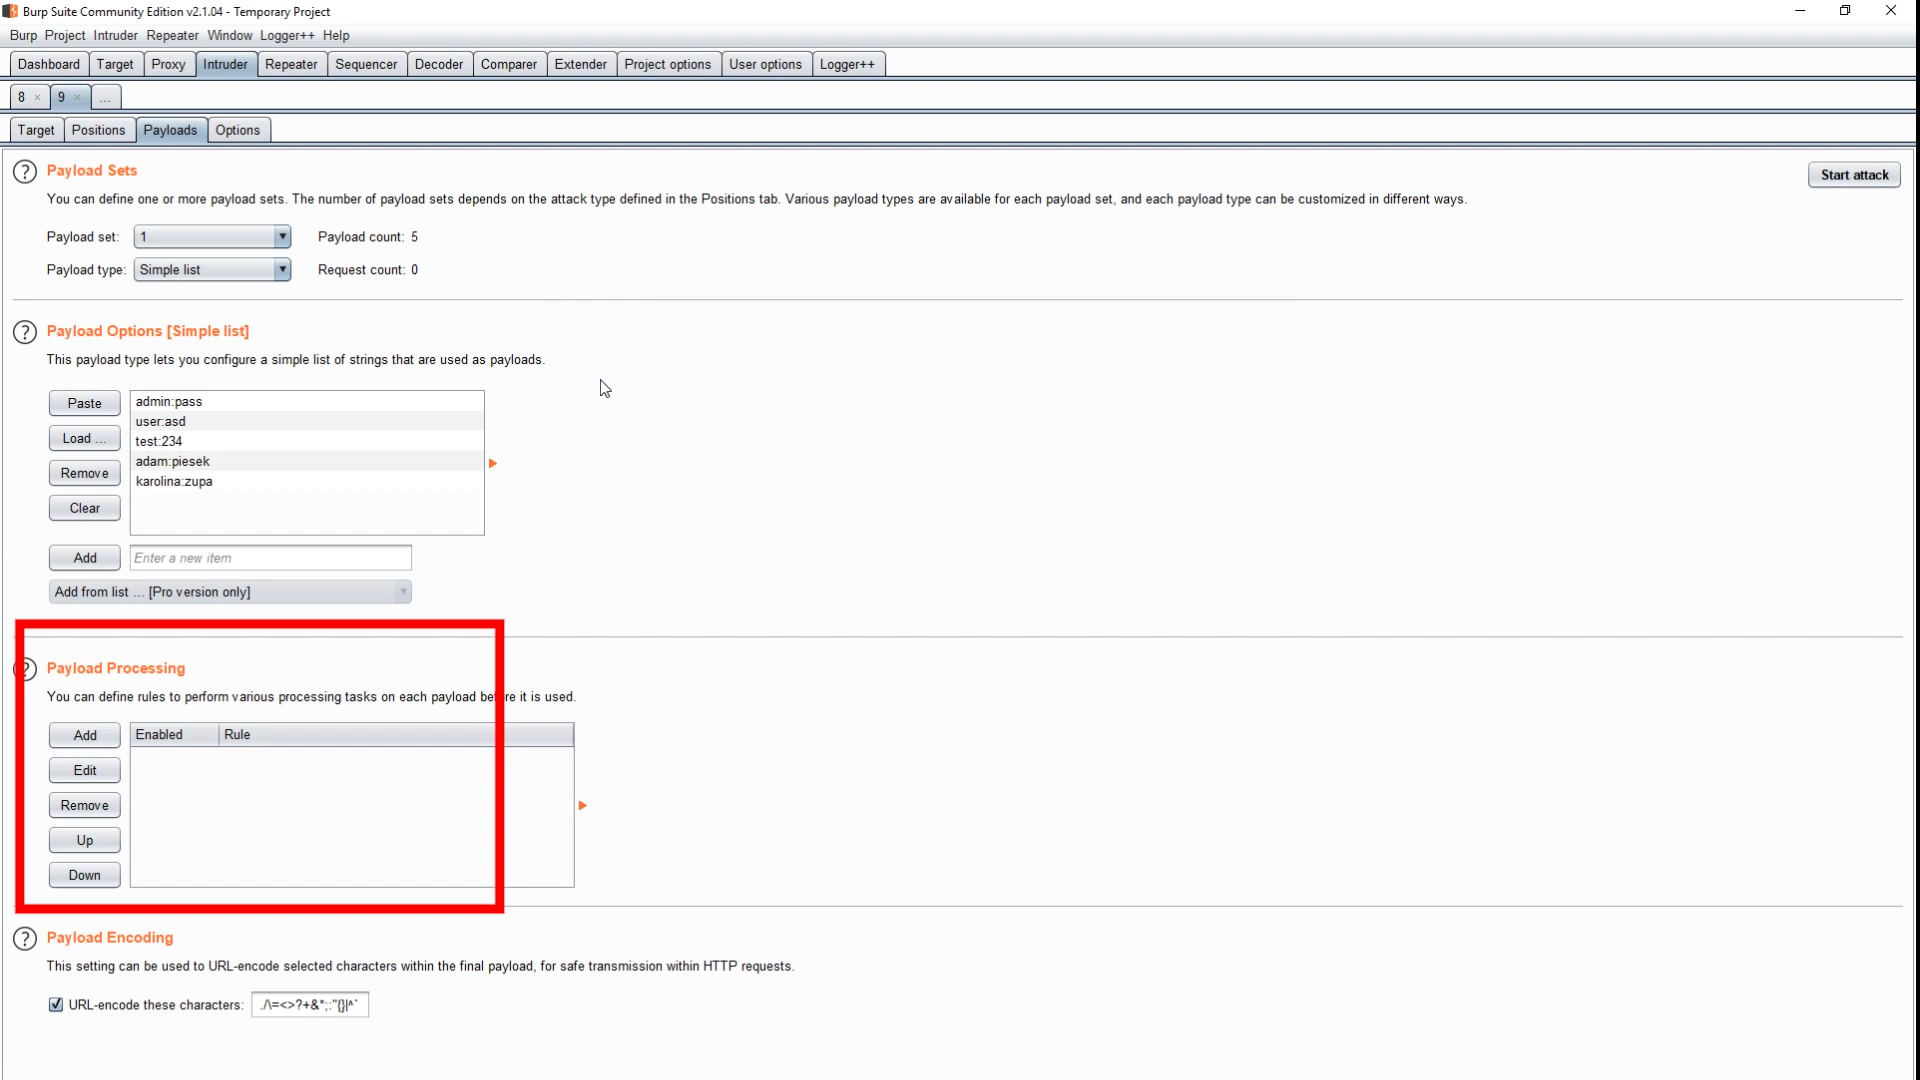 Burp Suite Community Edition v2.1.04 - Temporary Project
Burp Project Intruder Repeater Window Logger++ Help
Dashboard Target Proxy Intruder Repeater Sequencer Decoder Comparer Extender Project options User options Logger++
8 × 9 × ...
Target Positions Payloads Options
? Payload Sets
Start attack
You can define one or more payload sets. The number of payload sets depends on the attack type defined in the Positions tab. Various payload types are available for each payload set, and each payload type can be customized in different ways.
Payload set: 1 Payload count: 5
Payload type: Simple list Request count: 0
? Payload Options [Simple list]
This payload type lets you configure a simple list of strings that are used as payloads.
Paste admin:pass
user:asd
Load ... test:234
adam:piesek
Remove karolina:zupa
Clear
Add Enter a new item
Add from list ... [Pro version only]
? Payload Processing
You can define rules to perform various processing tasks on each payload be re it is used.
Add Enabled Rule
Edit
Remove
Up
Down
? Payload Encoding
This setting can be used to URL-encode selected characters within the final payload, for safe transmission within HTTP requests.
URL-encode these characters: ./\=<>?+&*;:"{}|^`